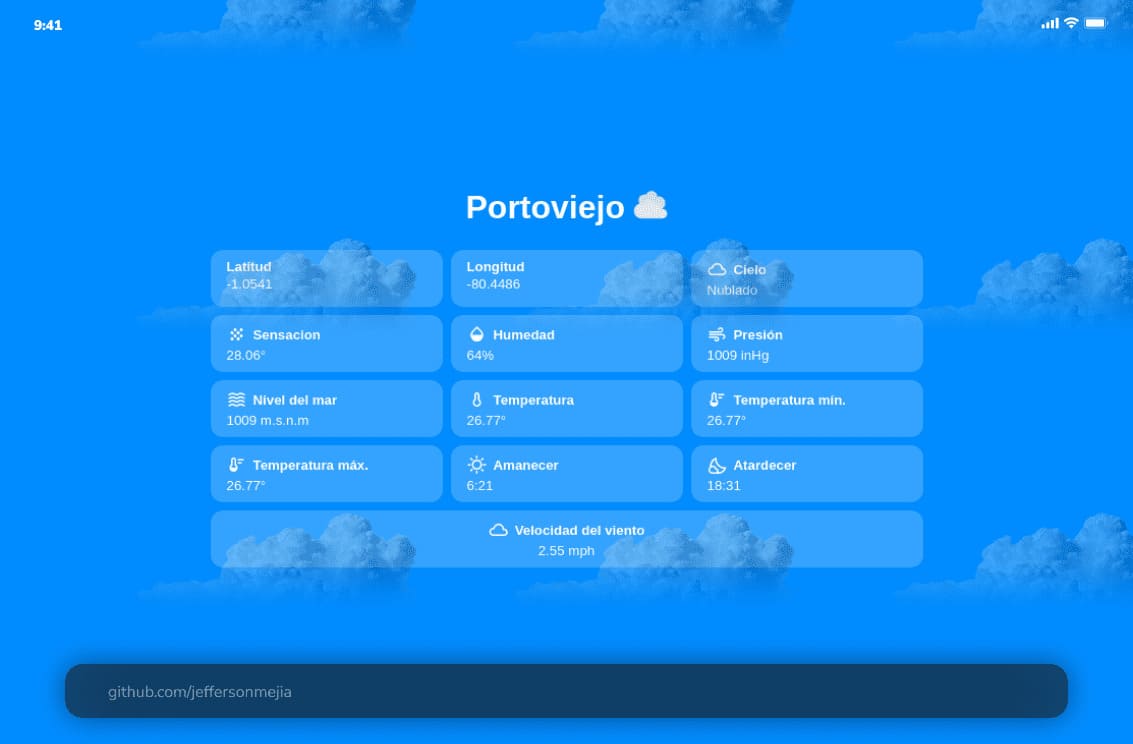 9:41
Portoviejo
Latitud
-1.0541
Longitud
-80.4486
Cielo
Nublado
Sensacion
28.06°
Humedad
64%
Presión
1009 inHg
Nivel del mar
1009 m.s.n.m
Temperatura
26.77°
Temperatura mín.
26.77°
Temperatura máx.
26.77°
Amanecer
6:21
Atardecer
18:31
Velocidad del viento
2.55 mph
github.com/jeffersonmejia